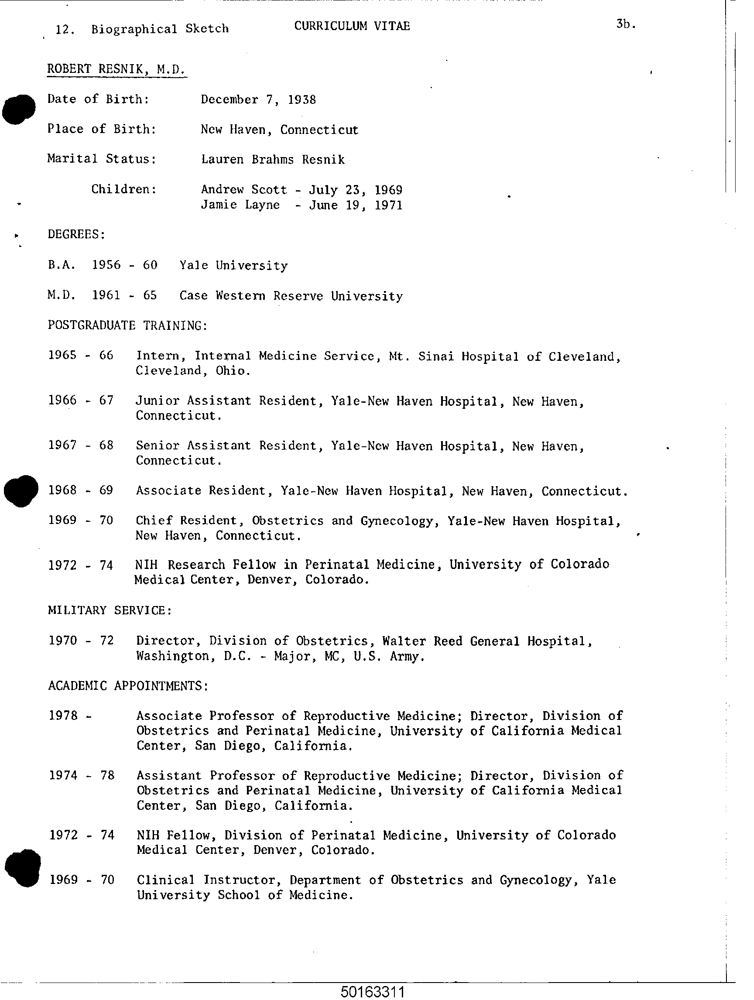 12. Biographical Sketch CURRICULUM VITAE 3b.
ROBERT RESNIK, M.D.
Date of Birth: December 7, 1938
Place of Birth: New Haven, Connecticut
Marital Status: Lauren Brahms Resnik
Children: Andrew Scott - July 23, 1969
Jamie Layne - June 19, 1971
DEGREES:
B.A. 1956 - 60 Yale University
M.D. 1961 - 65 Case Western Reserve University
POSTGRADUATE TRAINING:
1965 - 66 Intern, Internal Medicine Service, Mt. Sinai Hospital of Cleveland,
Cleveland, Ohio.
1966 - 67 Junior Assistant Resident, Yale-New Haven Hospital, New Haven,
Connecticut.
1967 - 68 Senior Assistant Resident, Yale-New Haven Hospital, New Haven,
Connecticut.
1968 - 69 Associate Resident, Yale-New Haven Hospital, New Haven, Connecticut.
1969 - 70 Chief Resident, Obstetrics and Gynecology, Yale-New Haven Hospital,
New Haven, Connecticut.
1972 - 74 NIH Research Fellow in Perinatal Medicine, University of Colorado
Medical Center, Denver, Colorado.
MILITARY SERVICE:
1970 - 72 Director, Division of Obstetrics, Walter Reed General Hospital,
Washington, D.C. - Major, MC, U.S. Army.
ACADEMIC APPOINTMENTS:
1978 - Associate Professor of Reproductive Medicine; Director, Division of
Obstetrics and Perinatal Medicine, University of California Medical
Center, San Diego, California.
1974 - 78 Assistant Professor of Reproductive Medicine; Director, Division of
Obstetrics and Perinatal Medicine, University of California Medical
Center, San Diego, California.
1972 - 74 NIH Fellow, Division of Perinatal Medicine, University of Colorado
Medical Center, Denver, Colorado.
1969 - 70 Clinical Instructor, Department of Obstetrics and Gynecology, Yale
University School of Medicine.
50163311